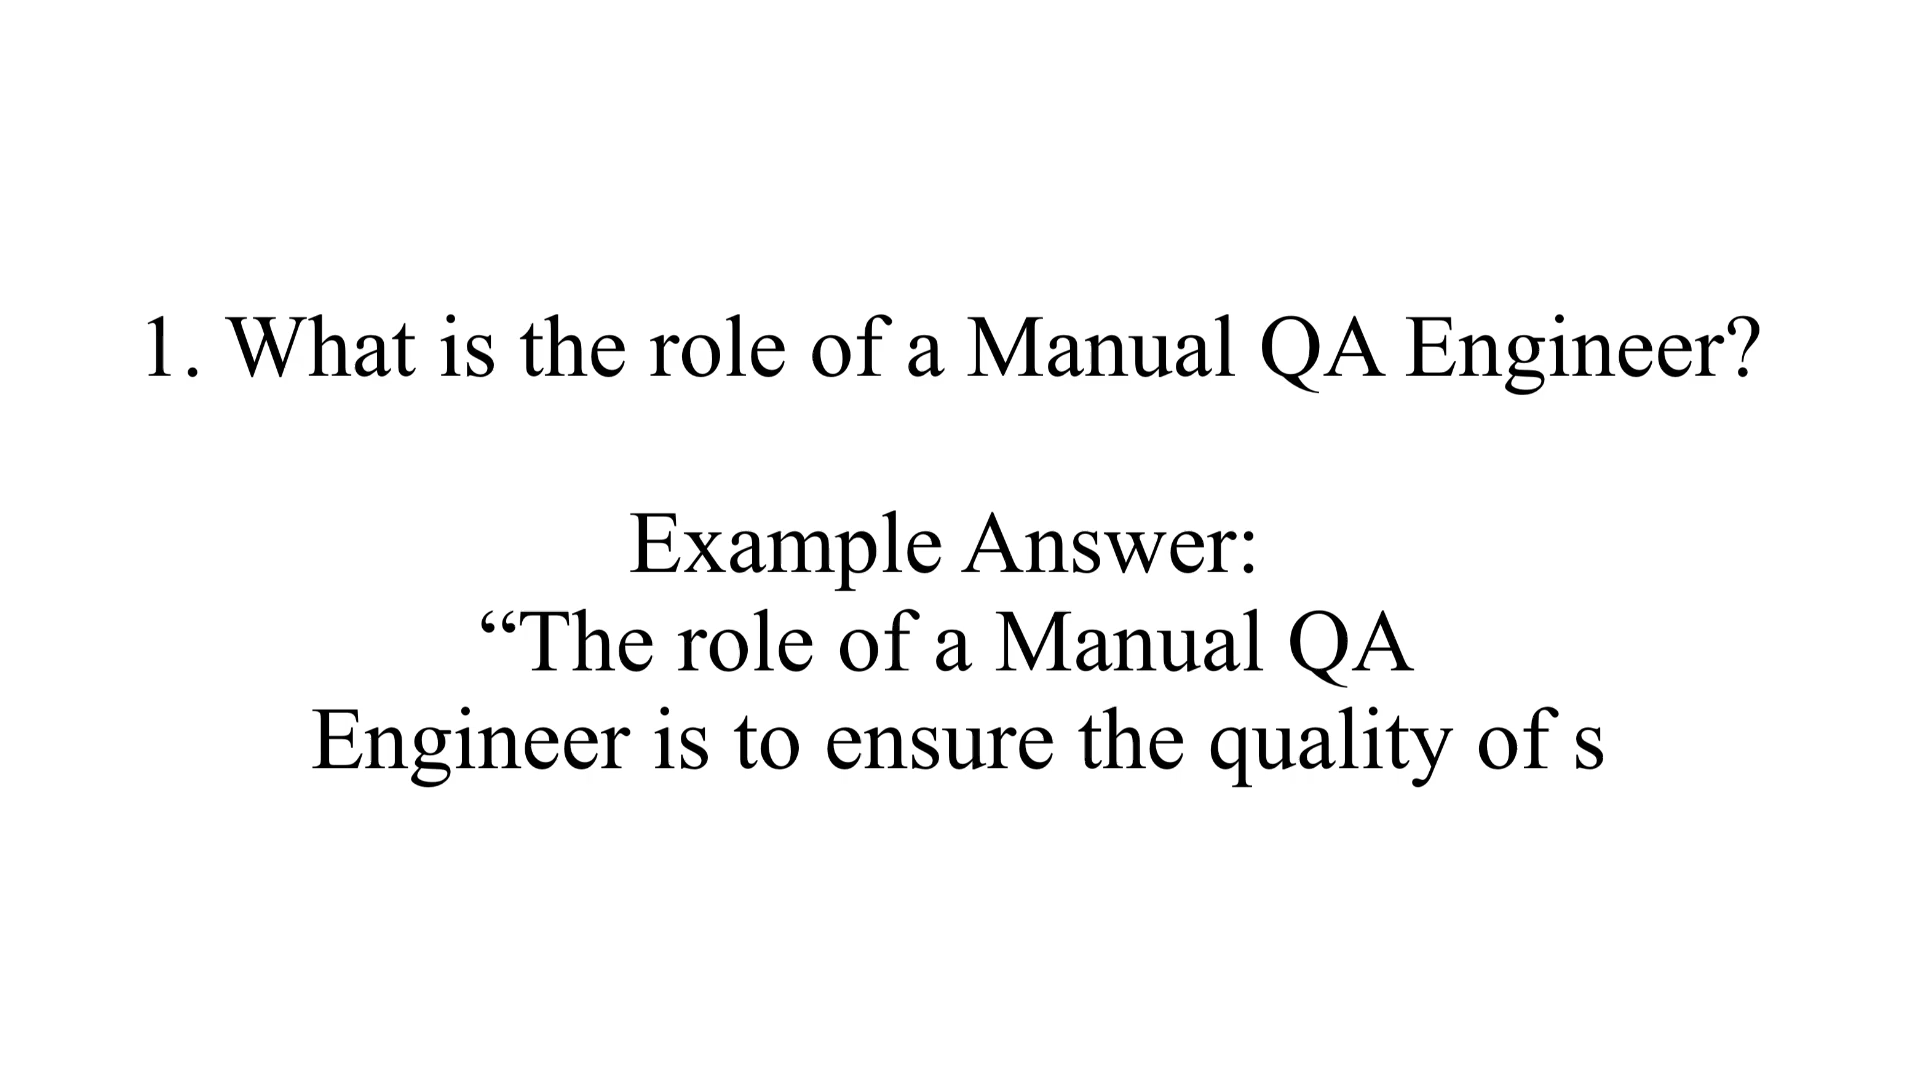 1. What is the role of a Manual QA Engineer?
Example Answer:
“The role of a Manual QA
Engineer is to ensure the quality of s